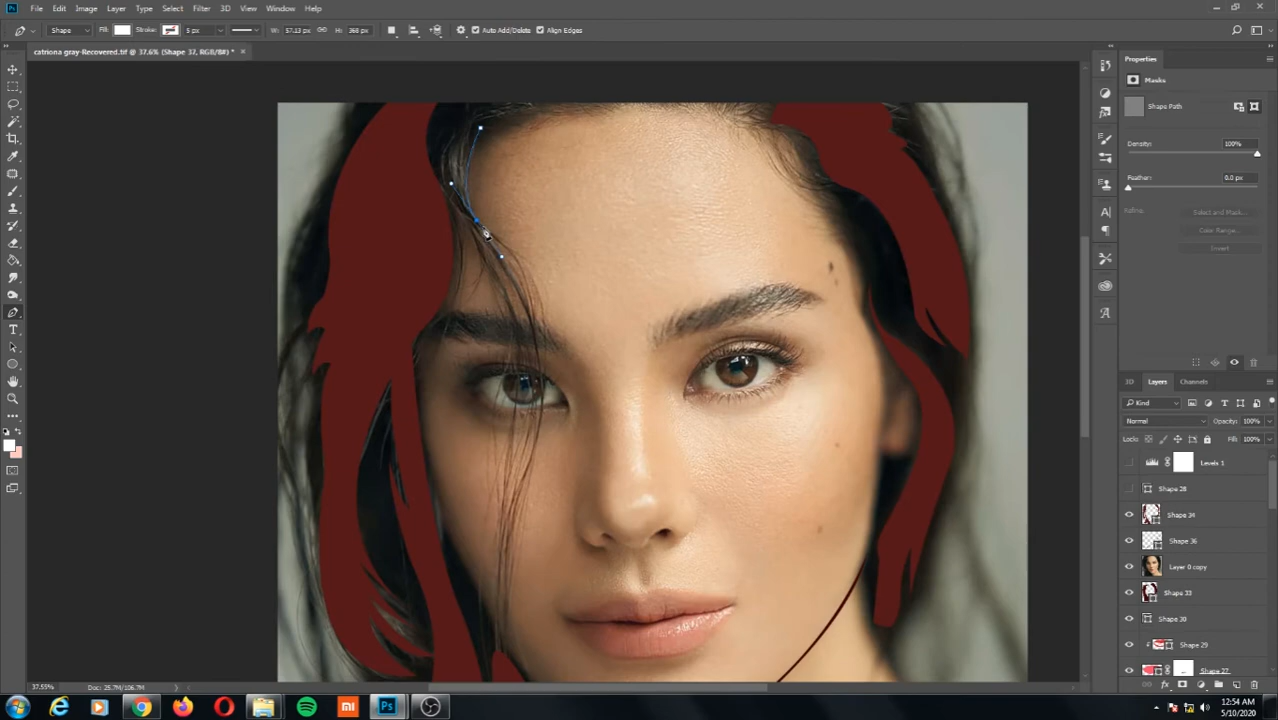 Ps File Edit Image Layer Type Select Filter 3D View Window Help
Shape Fill: Stroke: 5 px W: 57.13 px H: 368 px Auto Add/Delete Align Edges
catriona gray-Recovered.tif @ 37.6% (Shape 37, RGB/8#) *
Properties
Masks
Shape Path
Density: 100%
Feather: 0.0 px
Refine:
Select and Mask...
Color Range...
Invert
3D Layers Channels
Kind
Normal Opacity: 100%
Lock: Fill: 100%
Levels 1
Shape 28
Shape 34
Shape 36
Layer 0 copy
Shape 33
Shape 30
Shape 29
Shape 27
37.55% Doc: 25.7M/106.7M
12:54 AM
5/10/2020